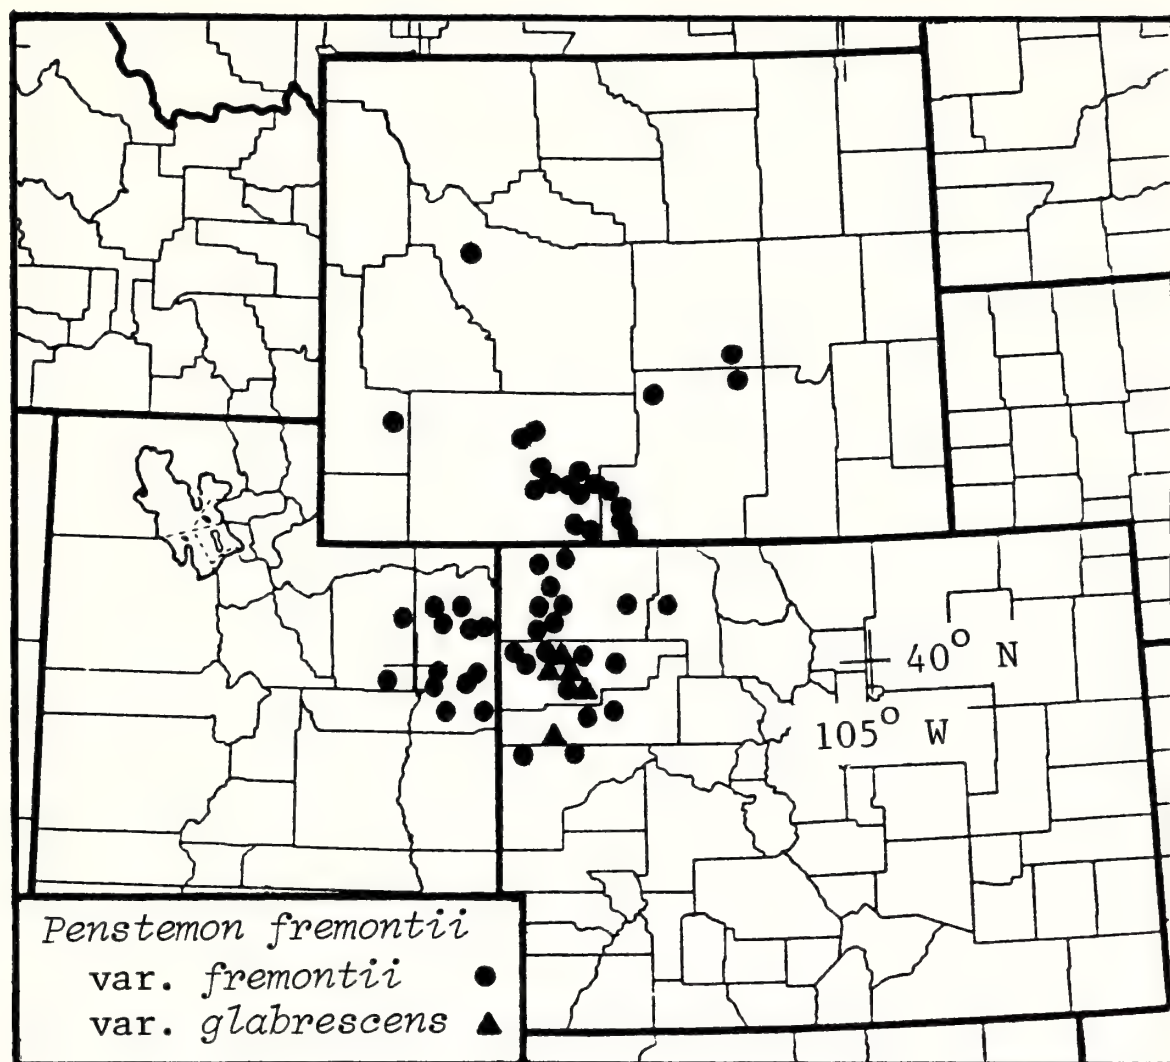 40° N
105° W
Penstemon fremontii
var. fremontii
var. glabrescens